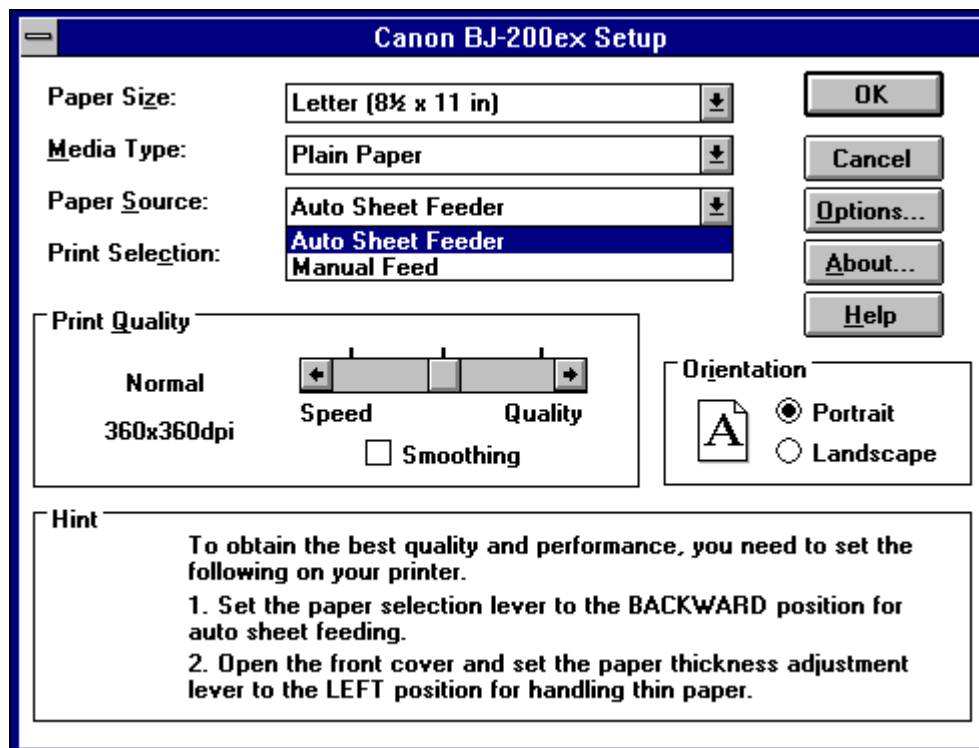 Canon BJ-200ex Setup
Paper Size:
Letter (8½ x 11 in)
OK
Media Type:
Plain Paper
Cancel
Paper Source:
Auto Sheet Feeder
Options...
Auto Sheet Feeder
Print Selection:
Manual Feed
About...
Help
Print Quality
Normal
360x360dpi
Speed
Quality
Smoothing
Orientation
A
Portrait
Landscape
Hint
To obtain the best quality and performance, you need to set the
following on your printer.
1. Set the paper selection lever to the BACKWARD position for
auto sheet feeding.
2. Open the front cover and set the paper thickness adjustment
lever to the LEFT position for handling thin paper.